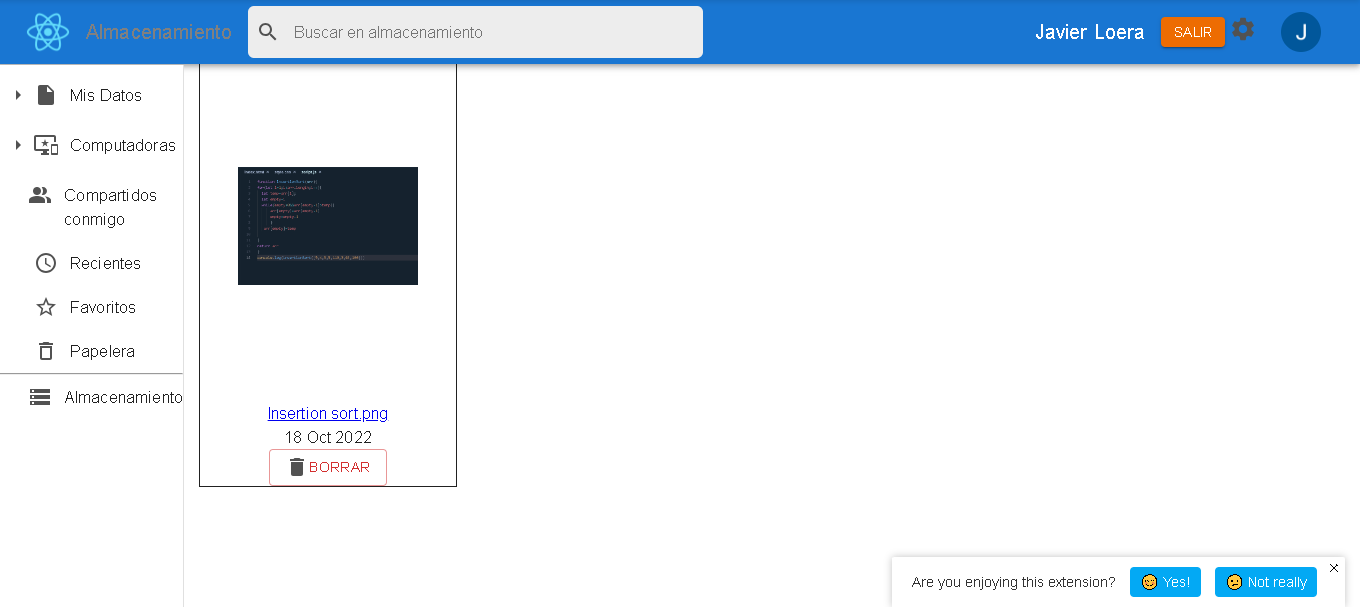 Almacenamiento
Buscar en almacenamiento
Javier Loera
SALIR
J
Mis Datos
Computadoras
Compartidos
conmigo
Recientes
Favoritos
Papelera
Almacenamiento
Insertion sort.png
18 Oct 2022
BORRAR
Are you enjoying this extension?
Yes!
Not really